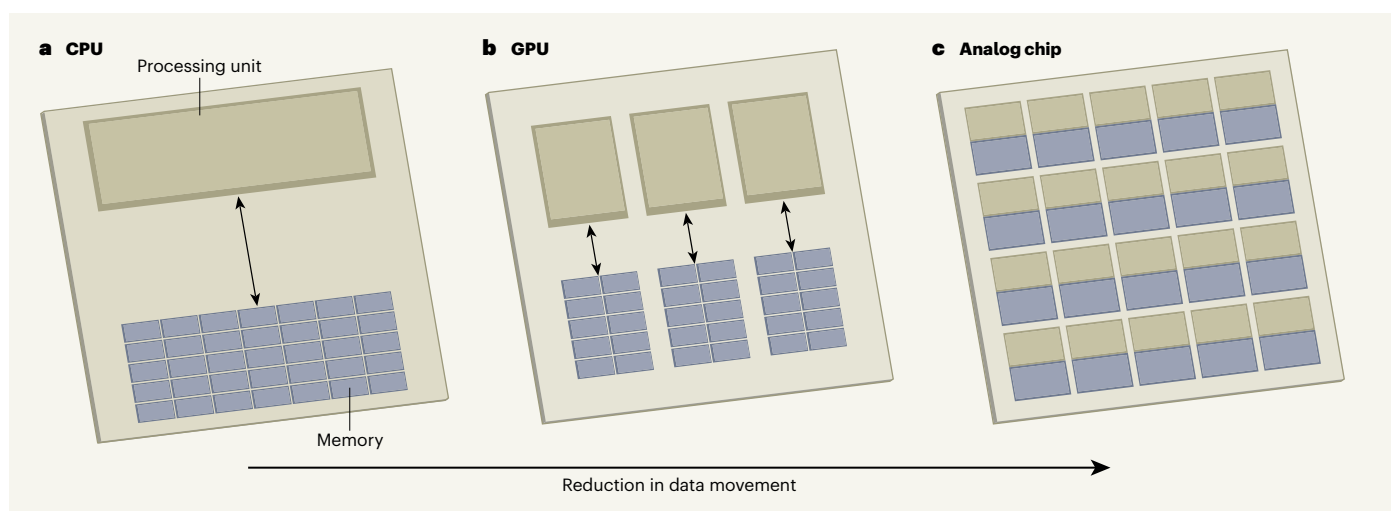 a CPU
Processing unit
Memory
b GPU
c Analog chip
Reduction in data movement